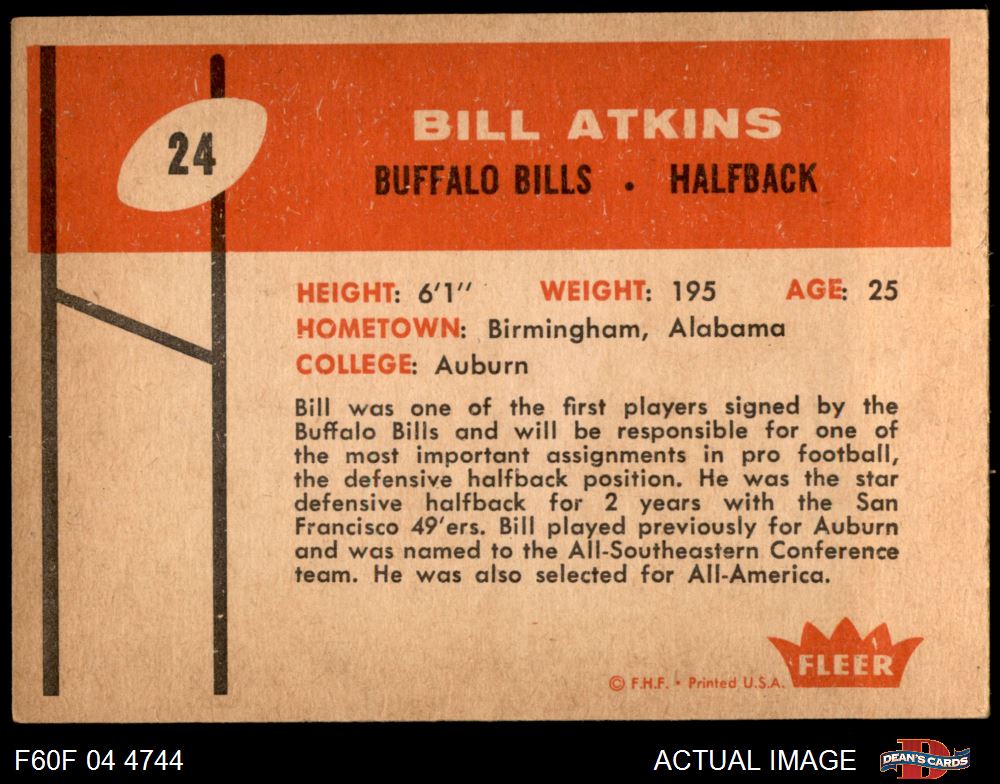 24
BILL ATKINS
BUFFALO BILLS • HALFBACK
HEIGHT: 6'1'' WEIGHT: 195 AGE: 25
HOMETOWN: Birmingham, Alabama
COLLEGE: Auburn
Bill was one of the first players signed by the
Buffalo Bills and will be responsible for one of
the most important assignments in pro football,
the defensive halfback position. He was the star
defensive halfback for 2 years with the San
Francisco 49'ers. Bill played previously for Auburn
and was named to the All-Southeastern Conference
team. He was also selected for All-America.
FLEER
© F.H.F. • Printed U.S.A.
F60F 04 4744
ACTUAL IMAGE
D
DEAN'S CARDS